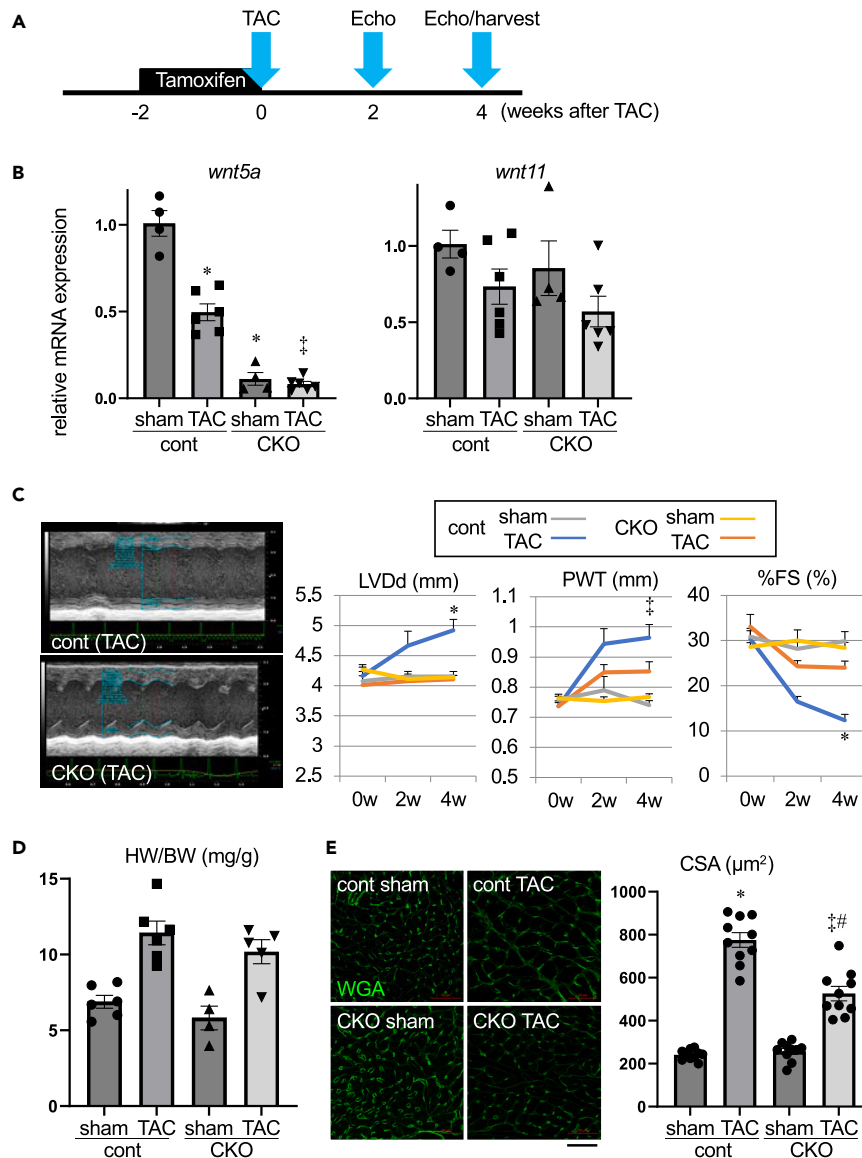 A
TAC
Echo
Echo/harvest
Tamoxifen
-2
0
2
4
(weeks after TAC)
B
wnt5a
wnt11
relative mRNA expression
1.0
0.5
0.0
*
*
‡
sham TAC sham TAC
cont
CKO
1.0
0.5
0.0
sham TAC sham TAC
cont
CKO
C
cont (TAC)
CKO (TAC)
cont
sham
TAC
CKO
sham
TAC
LVDd (mm)
5.5
5
4.5
4
3.5
3
2.5
*
0w 2w 4w
PWT (mm)
1.1
1
0.9
0.8
0.7
0.6
0.5
‡
0w 2w 4w
%FS (%)
40
30
20
10
0
*
0w 2w 4w
D
HW/BW (mg/g)
15
10
5
0
sham TAC sham TAC
cont
CKO
E
cont sham
cont TAC
WGA
CKO sham
CKO TAC
CSA (µm²)
1000
800
600
400
200
0
*
‡#
sham TAC sham TAC
cont
CKO